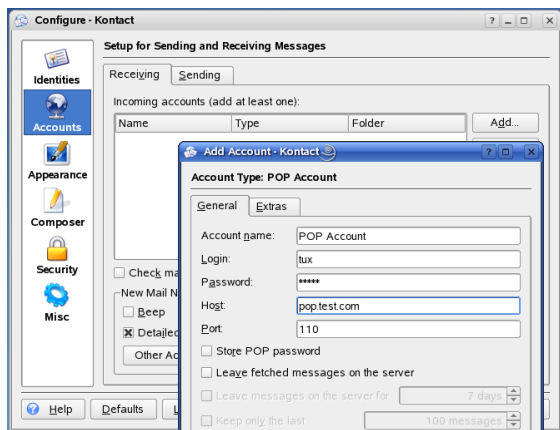 Configure - Kontact
Identities
Accounts
Appearance
Composer
Security
Misc
Setup for Sending and Receiving Messages
Receiving Sending
Incoming accounts (add at least one):
Name Type Folder
Add...
Check ma
New Mail N
Beep
Detailed
Other Ac
Help Defaults L
Add Account - Kontact
Account Type: POP Account
General Extras
Account name: POP Account
Login: tux
Password: *****
Host: pop.test.com
Port: 110
Store POP password
Leave fetched messages on the server
Leave messages on the server for 7 days
Keep only the last 100 messages